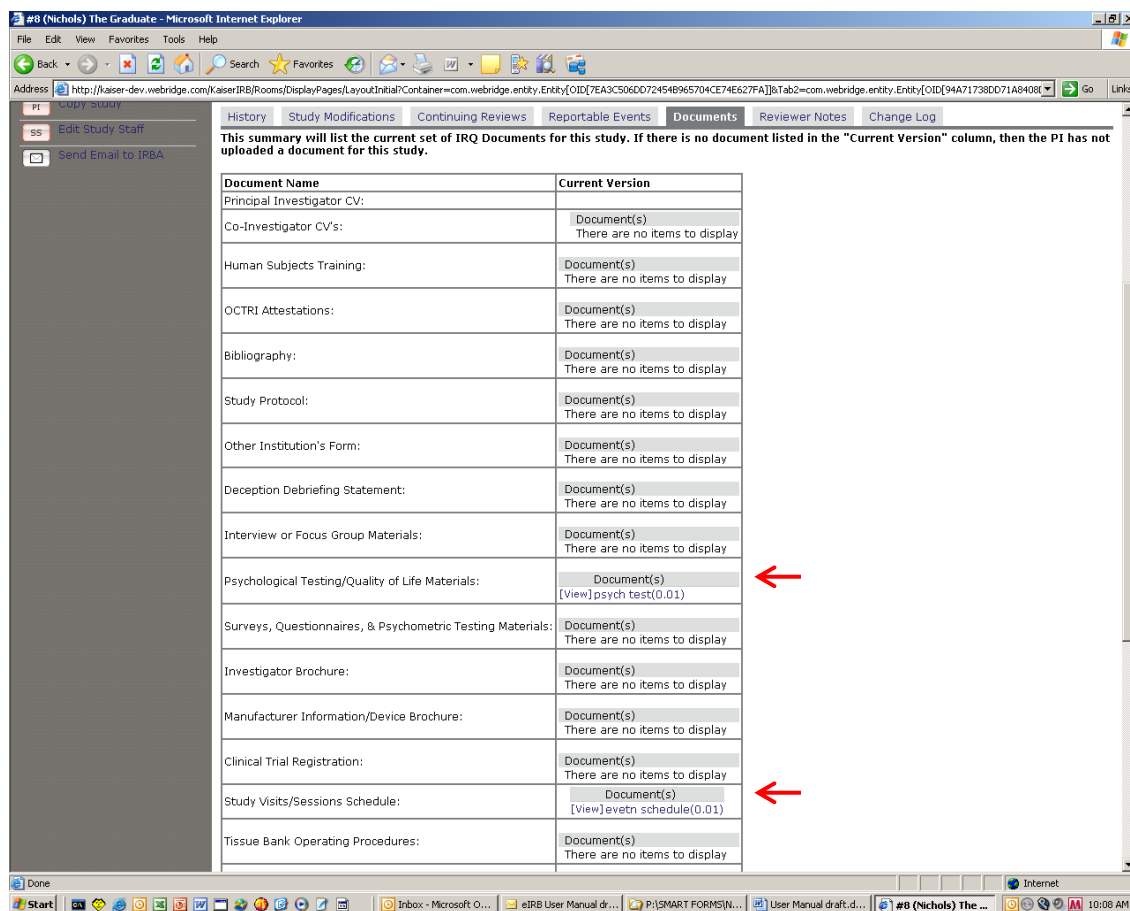 #8 (Nichols) The Graduate - Microsoft Internet Explorer
File Edit View Favorites Tools Help
Back Search Favorites
Address http://kaiser-dev.webridge.com/KaiserIRB/Rooms/DisplayPages/LayoutInitial?Container=com.webridge.entity.Entity[OID[7EA3C506DD72454B965704CE74E627FA]]&Tab2=com.webridge.entity.Entity[OID[94A71738DD71A8408 Go Links
PI Copy Study
SS Edit Study Staff
Send Email to IRBA
History Study Modifications Continuing Reviews Reportable Events Documents Reviewer Notes Change Log
This summary will list the current set of IRQ Documents for this study. If there is no document listed in the "Current Version" column, then the PI has not
uploaded a document for this study.
Document Name Current Version
Principal Investigator CV:
Co-Investigator CV's: Document(s)
There are no items to display
Human Subjects Training: Document(s)
There are no items to display
OCTRI Attestations: Document(s)
There are no items to display
Bibliography: Document(s)
There are no items to display
Study Protocol: Document(s)
There are no items to display
Other Institution's Form: Document(s)
There are no items to display
Deception Debriefing Statement: Document(s)
There are no items to display
Interview or Focus Group Materials: Document(s)
There are no items to display
Psychological Testing/Quality of Life Materials: Document(s)
[View] psych test(0.01)
Surveys, Questionnaires, & Psychometric Testing Materials: Document(s)
There are no items to display
Investigator Brochure: Document(s)
There are no items to display
Manufacturer Information/Device Brochure: Document(s)
There are no items to display
Clinical Trial Registration: Document(s)
There are no items to display
Study Visits/Sessions Schedule: Document(s)
[View] evetn schedule(0.01)
Tissue Bank Operating Procedures: Document(s)
There are no items to display
Done Internet
Start Inbox - Microsoft O... eIRB User Manual dr... P:\SMART FORMS\N... User Manual draft.d... #8 (Nichols) The ... 10:08 AM